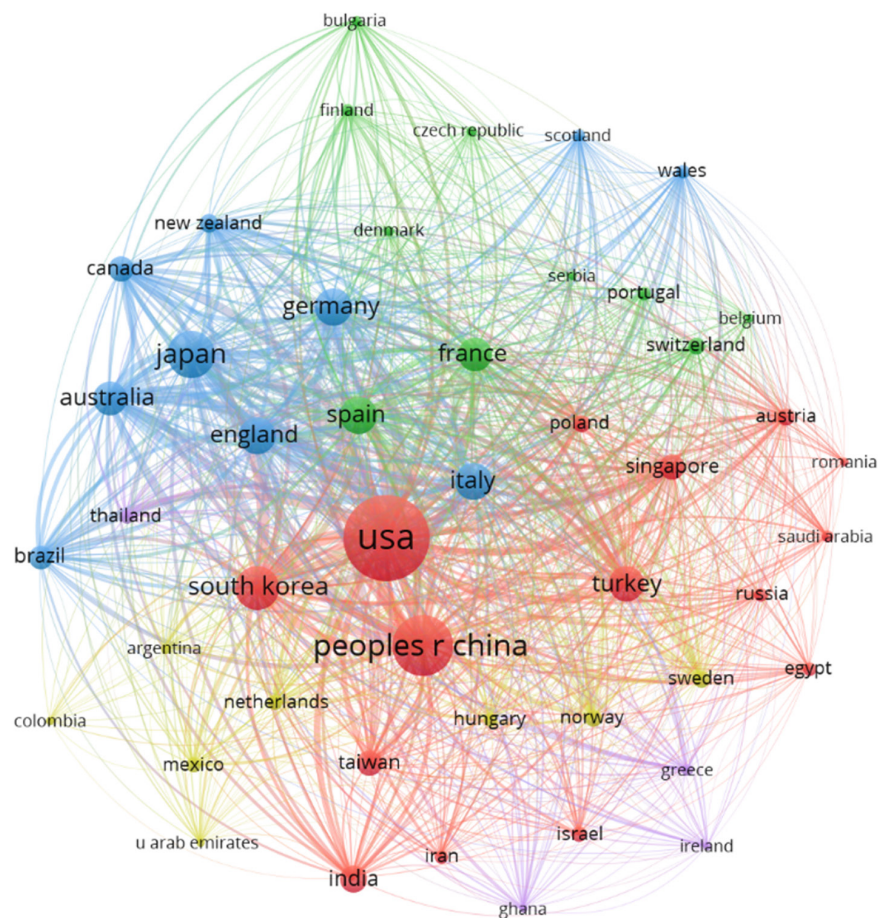 bulgaria
finland
czech republic
scotland
wales
new zealand
denmark
canada
serbia
portugal
germany
belgium
switzerland
japan
france
australia
spain
austria
poland
england
romania
singapore
italy
thailand
saudi arabia
usa
brazil
turkey
south korea
russia
peoples r china
argentina
egypt
sweden
netherlands
hungary
norway
colombia
taiwan
mexico
greece
israel
u arab emirates
ireland
iran
india
ghana